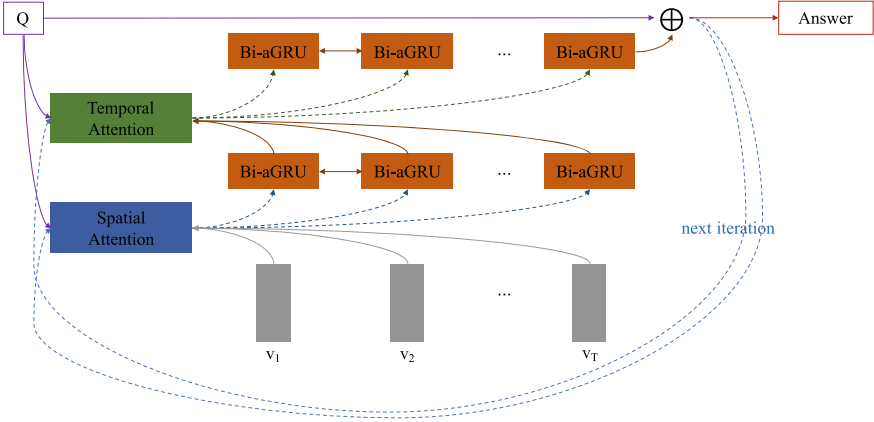 Q
Answer
Bi-aGRU
Bi-aGRU
...
Bi-aGRU
Temporal
Attention
Bi-aGRU
Bi-aGRU
...
Bi-aGRU
Spatial
Attention
next iteration
...
v₁
v₂
v_T